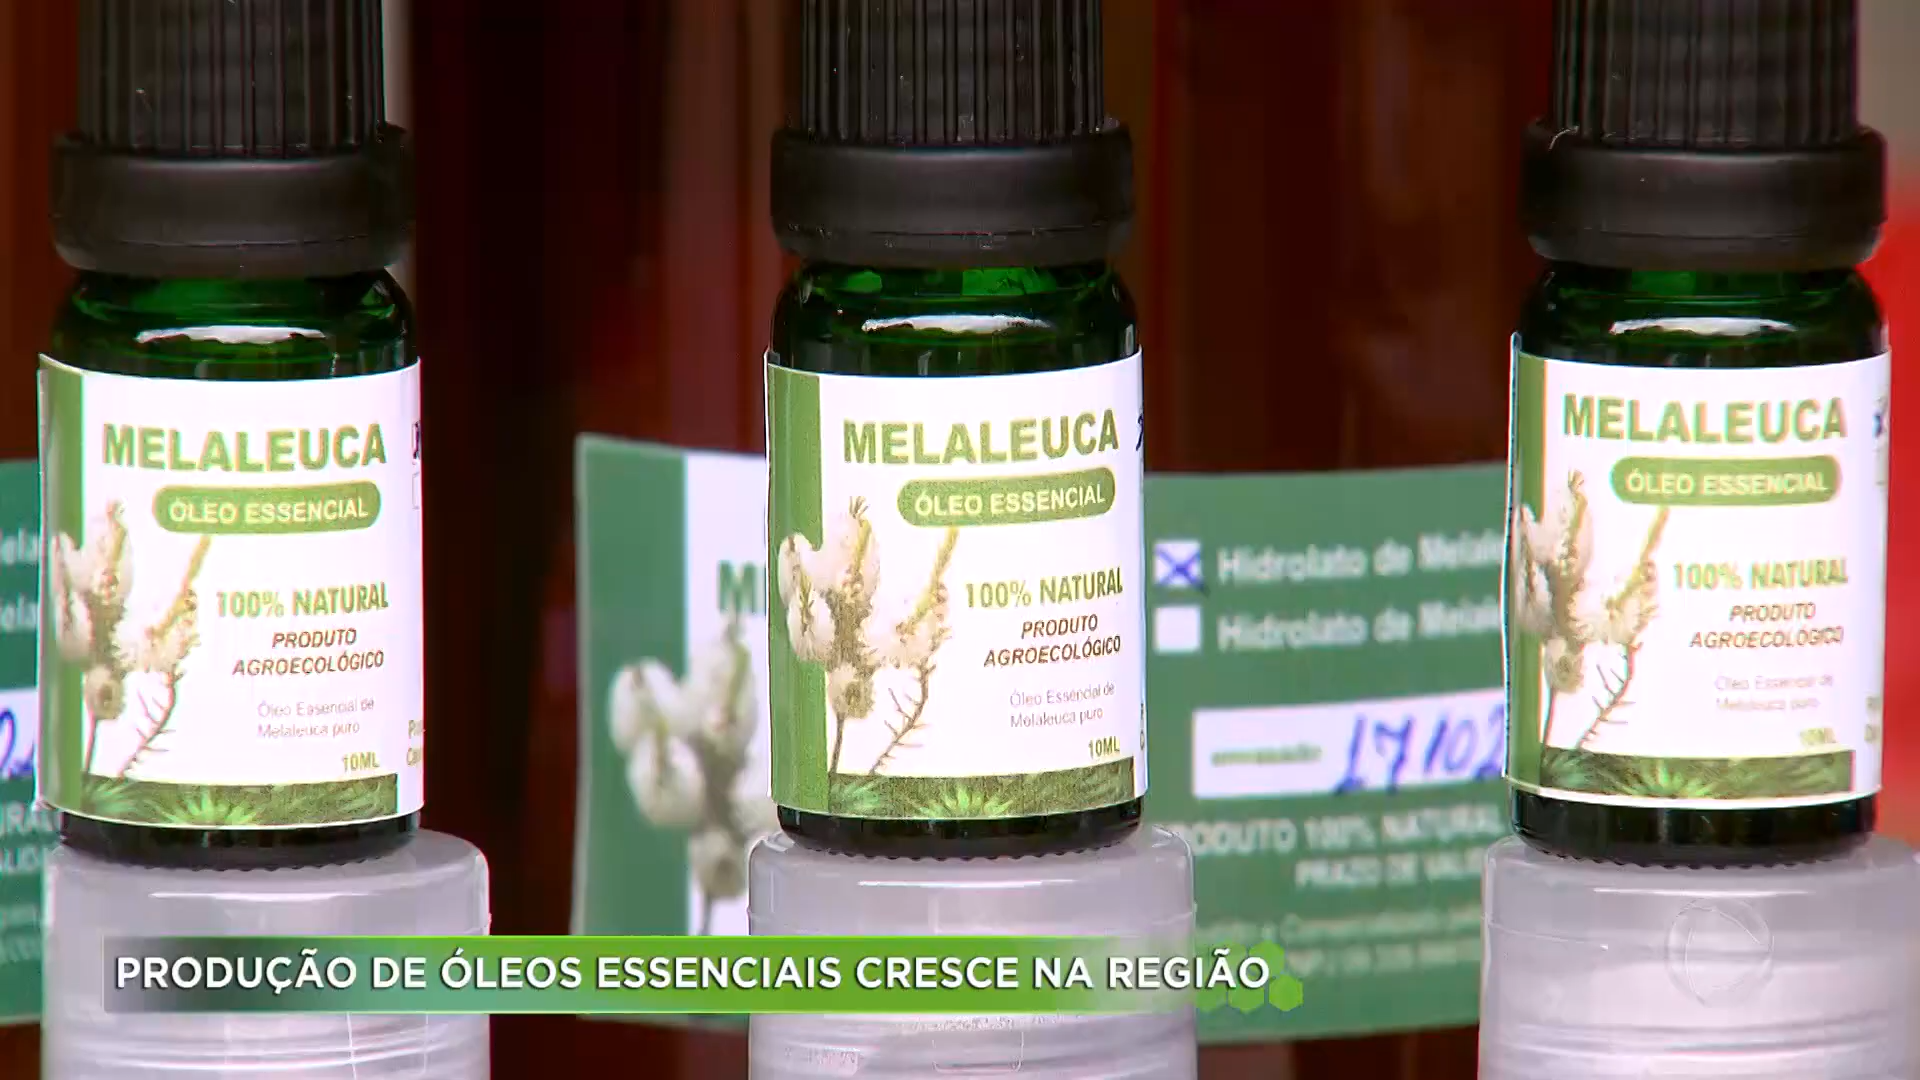 MELALEUCA
ÓLEO ESSENCIAL
100% NATURAL
PRODUTO
AGROECOLÓGICO
Óleo Essencial de
Melaleuca puro
10ML
MELALEUCA
ÓLEO ESSENCIAL
100% NATURAL
PRODUTO
AGROECOLÓGICO
Óleo Essencial de
Melaleuca puro
10ML
Hidrolato de
Hidrolato de
17/02
PRODUTO 100% NATURAL
PRAZO DE
MELALEUCA
ÓLEO ESSENCIAL
100% NATURAL
PRODUTO
AGROECOLÓGICO
Óleo Essencial de
Melaleuca puro
10ML
PRODUÇÃO DE ÓLEOS ESSENCIAIS CRESCE NA REGIÃO